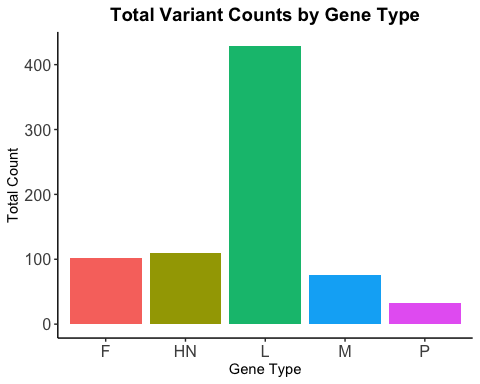 Total Variant Counts by Gene Type
Total Count
400
300
200
100
0
F HN L M P
Gene Type